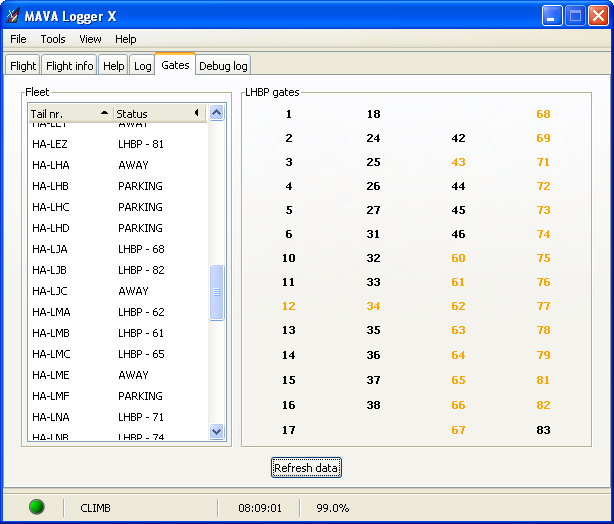 MAVA Logger X
File Tools View Help
Flight Flight info Help Log Gates Debug log
Fleet
Tail nr. Status
HA-LEY AWAY
HA-LEZ LHBP - 81
HA-LHA AWAY
HA-LHB PARKING
HA-LHC PARKING
HA-LHD PARKING
HA-LJA LHBP - 68
HA-LJB LHBP - 82
HA-LJC AWAY
HA-LMA LHBP - 62
HA-LMB LHBP - 61
HA-LMC LHBP - 65
HA-LME AWAY
HA-LMF PARKING
HA-LNA LHBP - 71
HA-LNB LHBP - 74
LHBP gates
1 18 68
2 24 42 69
3 25 43 71
4 26 44 72
5 27 45 73
6 31 46 74
10 32 60 75
11 33 61 76
12 34 62 77
13 35 63 78
14 36 64 79
15 37 65 81
16 38 66 82
17 67 83
Refresh data
CLIMB 08:09:01 99.0%